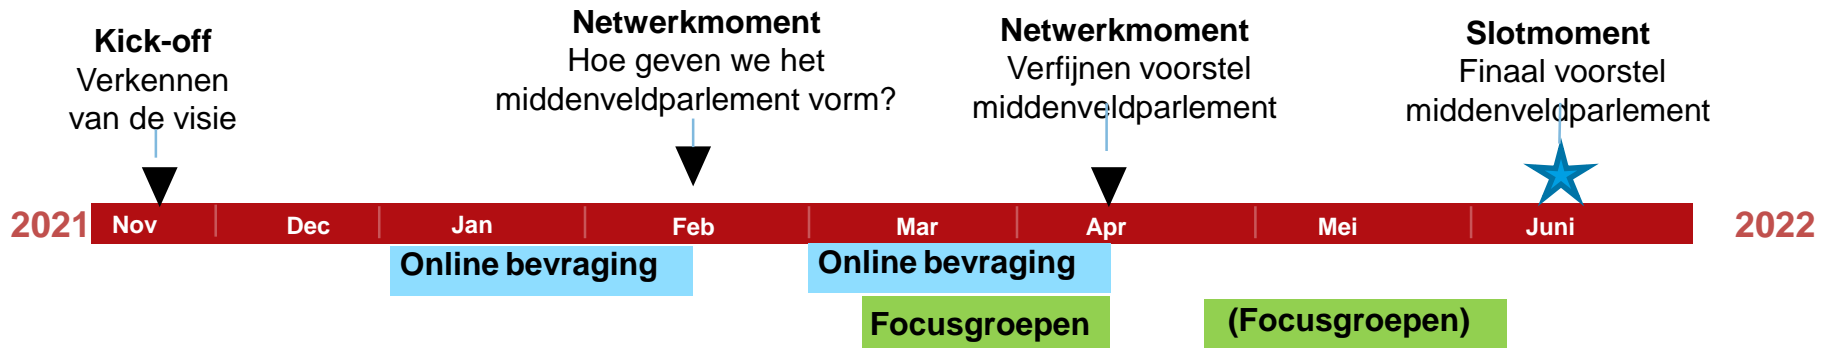 Kick-off
Verkennen
van de visie
Netwerkmoment
Hoe geven we het
middenveldparlement vorm?
Netwerkmoment
Verfijnen voorstel
middenveldparlement
Slotmoment
Finaal voorstel
middenveldparlement
2021 Nov Dec Jan Feb Mar Apr Mei Juni 2022
Online bevraging
Online bevraging
Focusgroepen
(Focusgroepen)